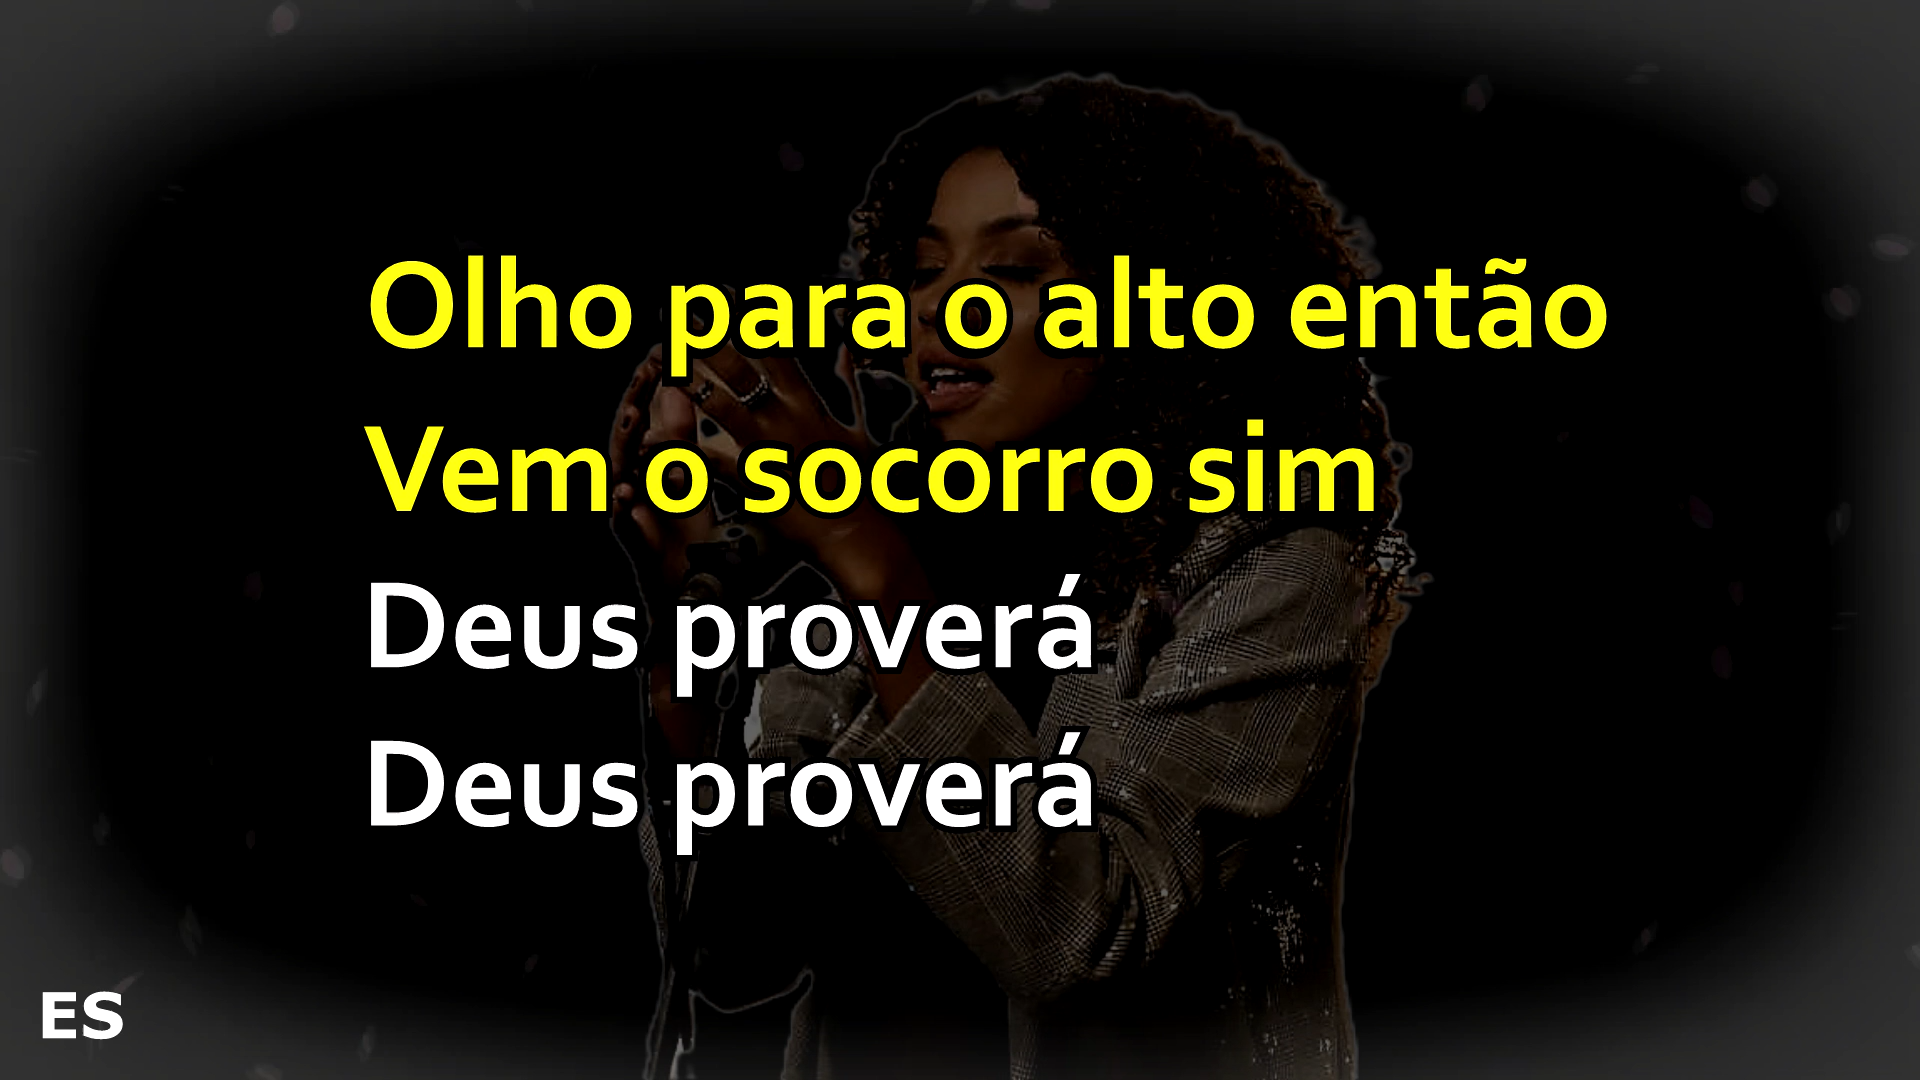 Olho para o alto então
Vem o socorro sim
Deus proverá
Deus proverá
ES